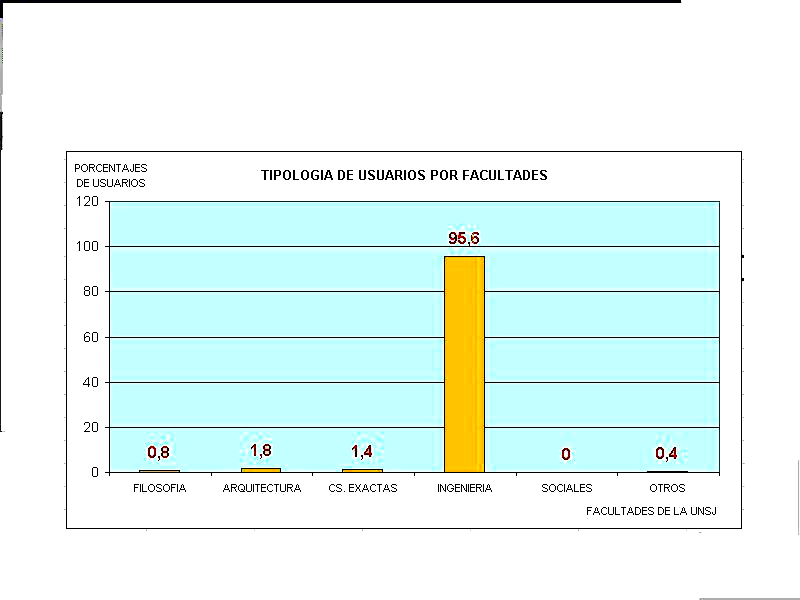 PORCENTAJES
DE USUARIOS
TIPOLOGIA DE USUARIOS POR FACULTADES
120
100
80
60
40
20
0
0,8
1,8
1,4
95,6
0
0,4
FILOSOFIA
ARQUITECTURA
CS. EXACTAS
INGENIERIA
SOCIALES
OTROS
FACULTADES DE LA UNSJ